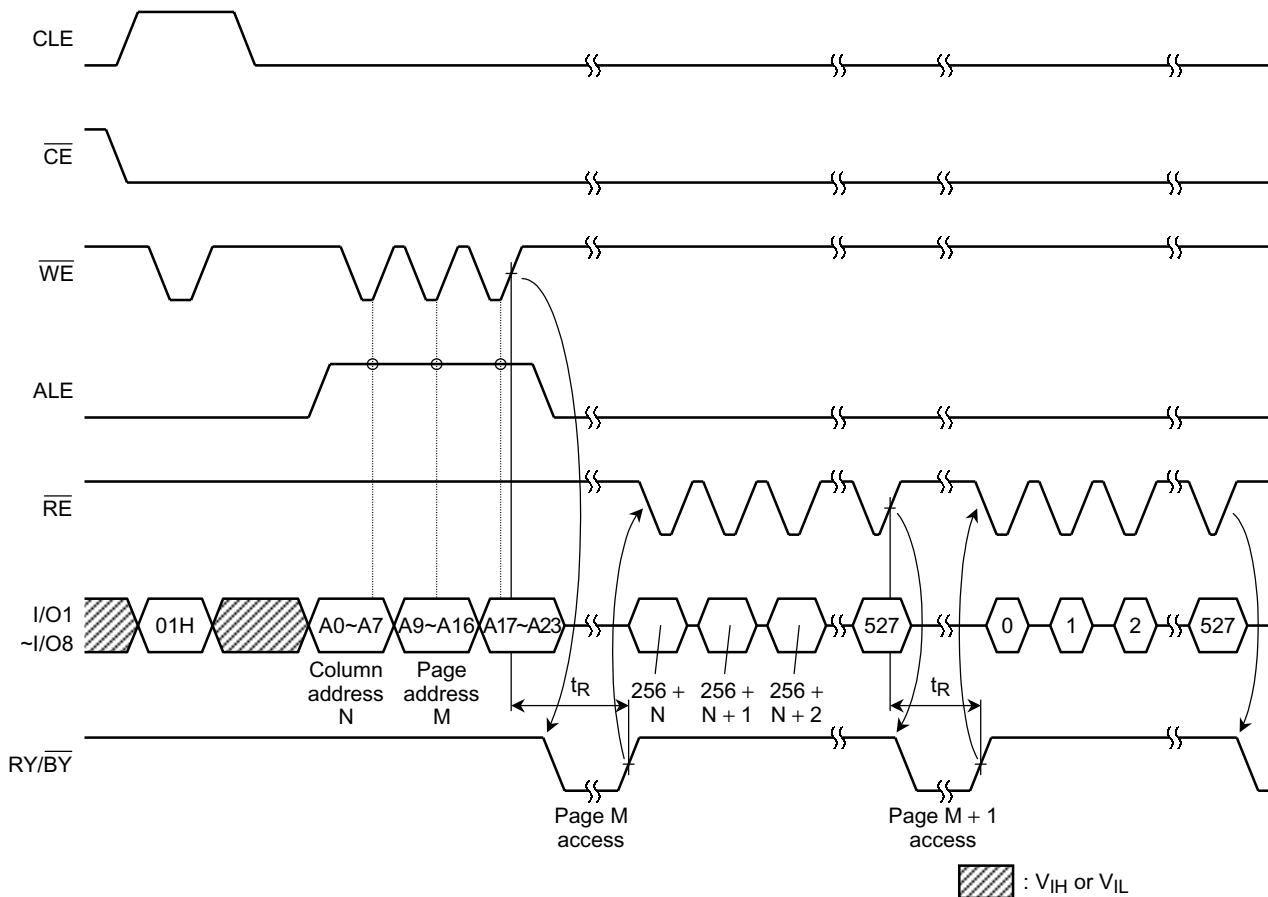 CLE
CE
WE
ALE
RE
I/O1
~I/O8
01H
A0~A7
A9~A16
A17~A23
527
0
1
2
527
Column
address
N
Page
address
M
tR
256 +
N
256 +
N + 1
256 +
N + 2
tR
RY/BY
Page M
access
Page M + 1
access
: VIH or VIL